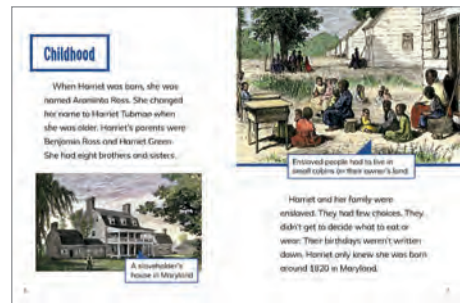 Childhood
When Harriet was born, she was
named Araminta Ross. She changed
her name to Harriet Tubman when
she was older. Harriet's parents were
Benjamin Ross and Harriet Green.
She had eight brothers and sisters.
A slaveholder's
house in Maryland
Enslaved people had to live in
small cabins on their owner's land.
Harriet and her family were
enslaved. They had few choices. They
didn't get to decide what to eat or
wear. Their birthdays weren't written
down. Harriet only knew she was born
around 1820 in Maryland.